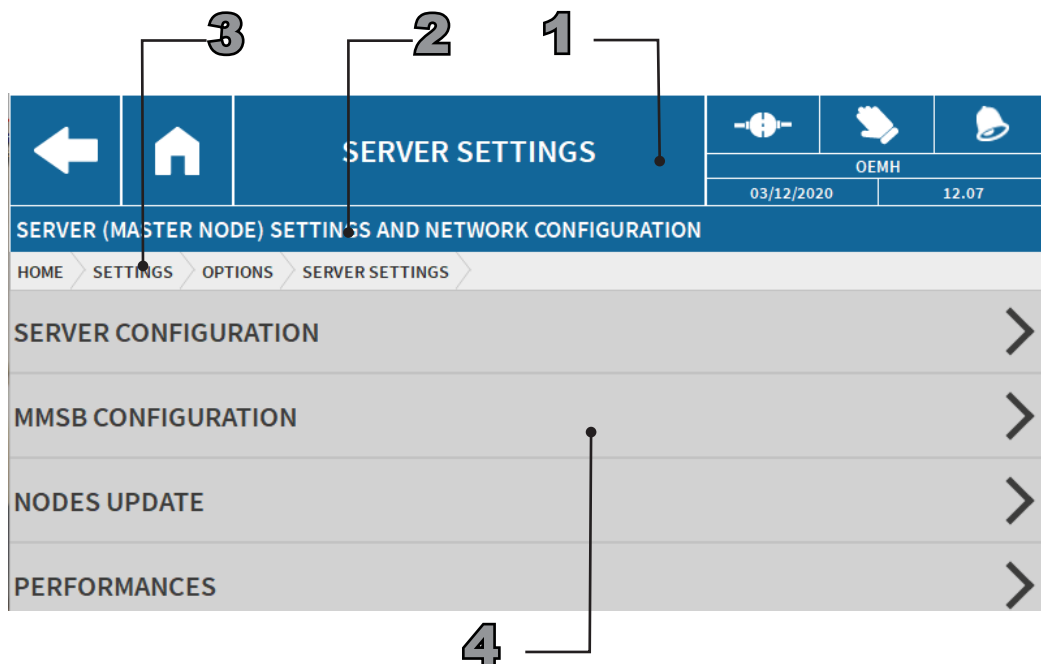 3 2 1
SERVER SETTINGS
OEMH
03/12/2020 12.07
SERVER (MASTER NODE) SETTINGS AND NETWORK CONFIGURATION
HOME SETTINGS OPTIONS SERVER SETTINGS
SERVER CONFIGURATION
MMSB CONFIGURATION
NODES UPDATE
PERFORMANCES
4